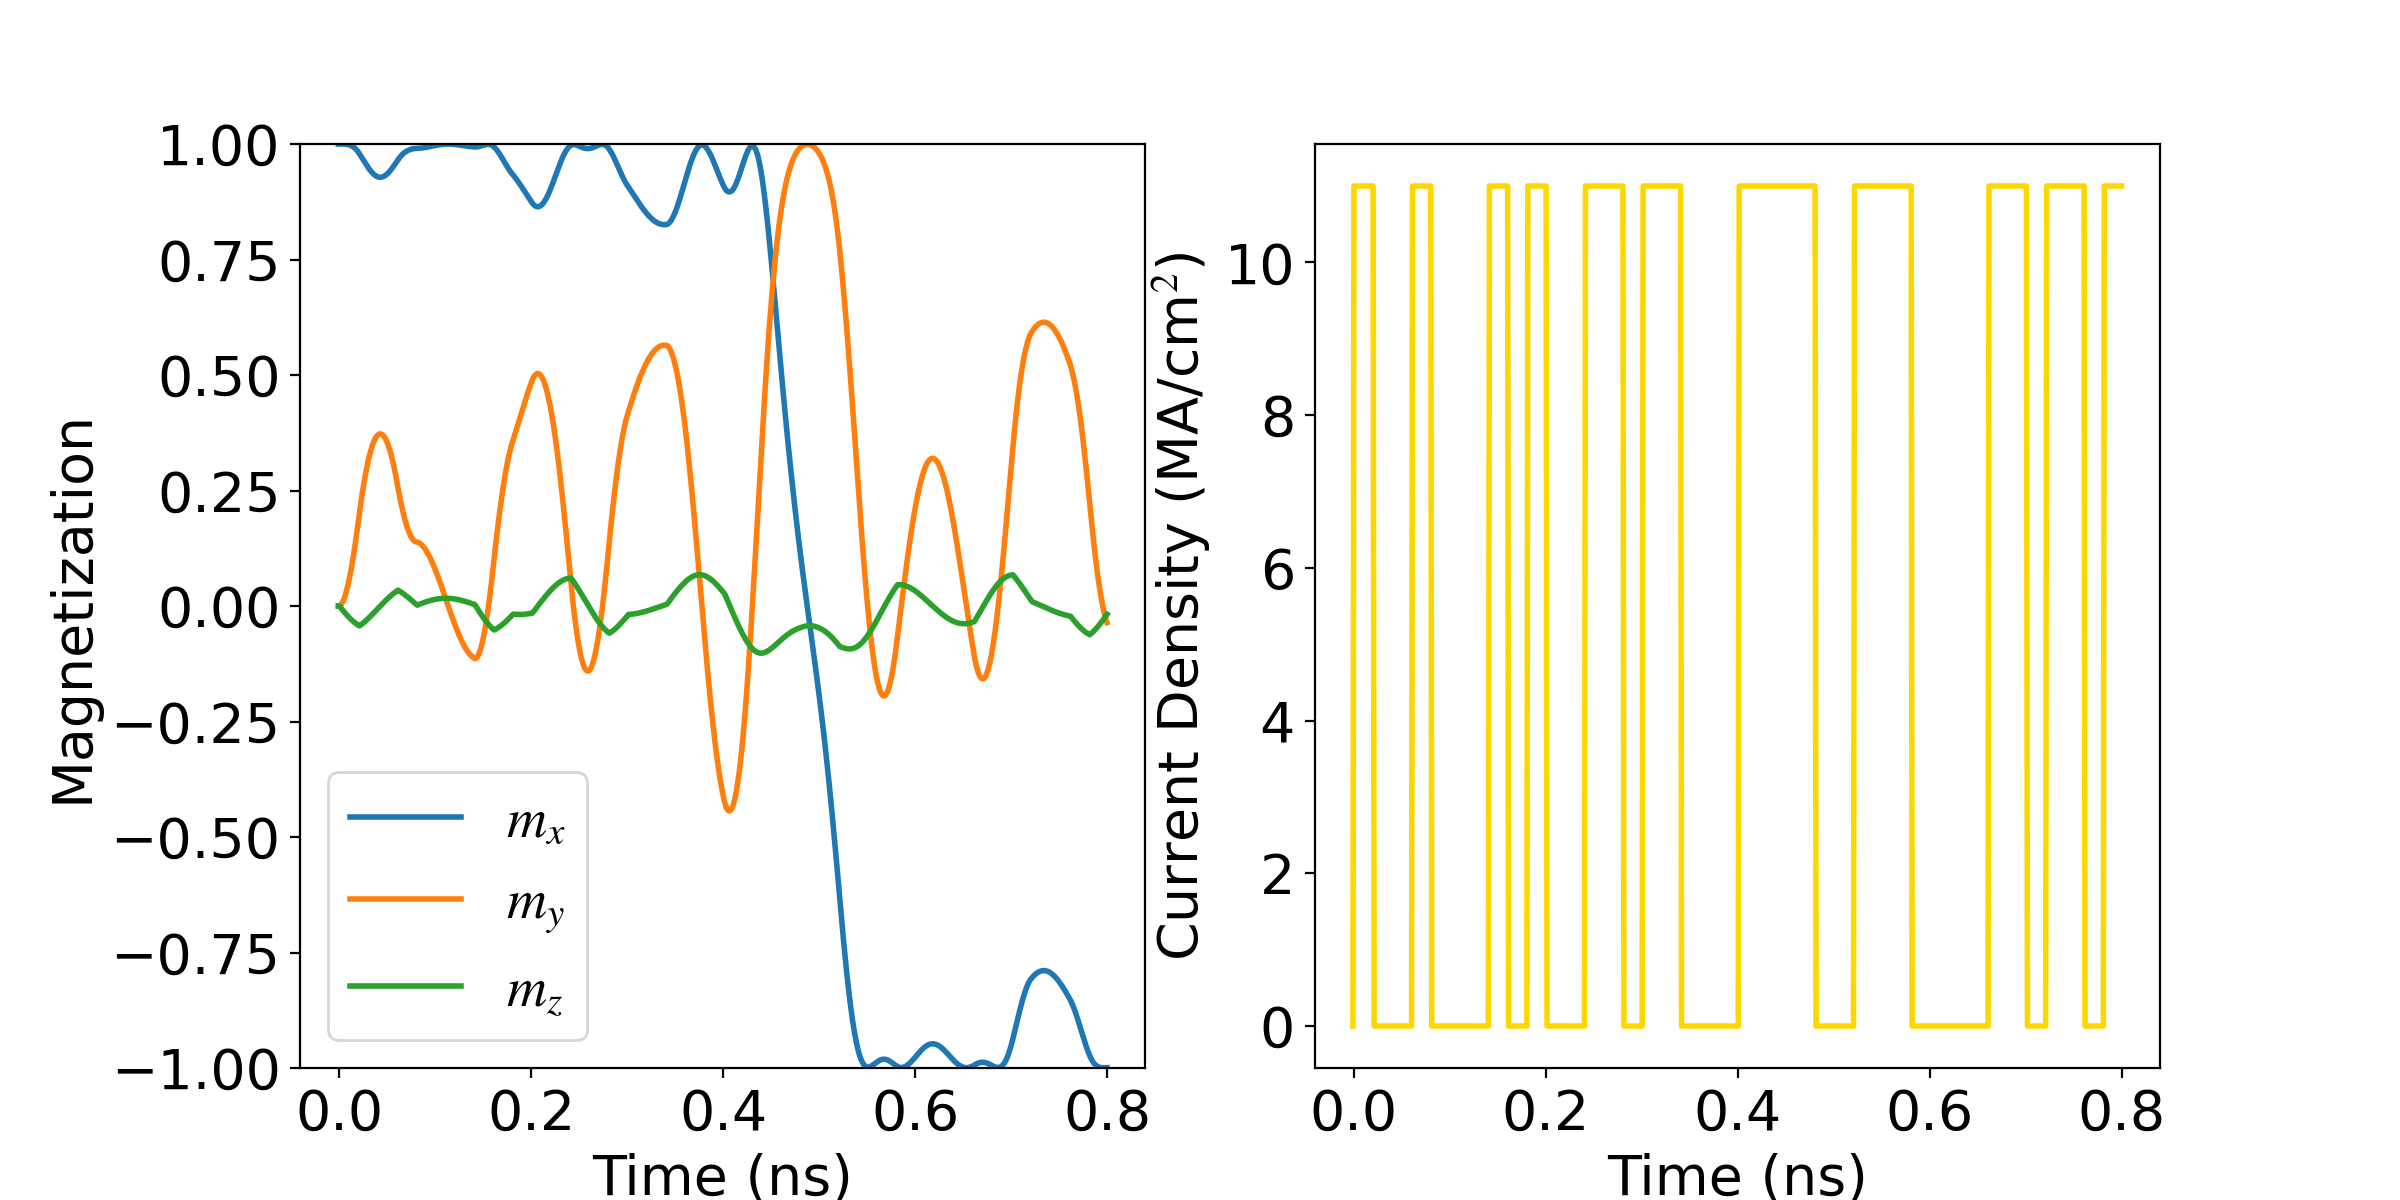 Magnetization
1.00
0.75
0.50
0.25
0.00
−0.25
−0.50
−0.75
−1.00
m_x
m_y
m_z
0.0 0.2 0.4 0.6 0.8
Time (ns)
Current Density (MA/cm²)
10
8
6
4
2
0
0.0 0.2 0.4 0.6 0.8
Time (ns)